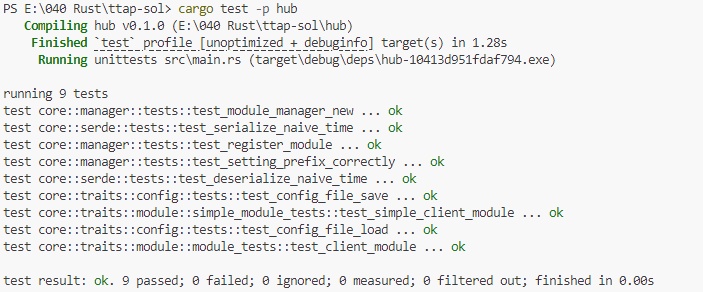 PS E:\040 Rust\ttap-sol> cargo test -p hub
   Compiling hub v0.1.0 (E:\040 Rust\ttap-sol\hub)
    Finished `test` profile [unoptimized + debuginfo] target(s) in 1.28s
     Running unittests src\main.rs (target\debug\deps\hub-10413d951fdaf794.exe)

running 9 tests
test core::manager::tests::test_module_manager_new ... ok
test core::serde::tests::test_serialize_naive_time ... ok
test core::manager::tests::test_register_module ... ok
test core::manager::tests::test_setting_prefix_correctly ... ok
test core::serde::tests::test_deserialize_naive_time ... ok
test core::traits::config::tests::test_config_file_save ... ok
test core::traits::module::simple_module_tests::test_simple_client_module ... ok
test core::traits::config::tests::test_config_file_load ... ok
test core::traits::module::module_tests::test_client_module ... ok

test result: ok. 9 passed; 0 failed; 0 ignored; 0 measured; 0 filtered out; finished in 0.00s